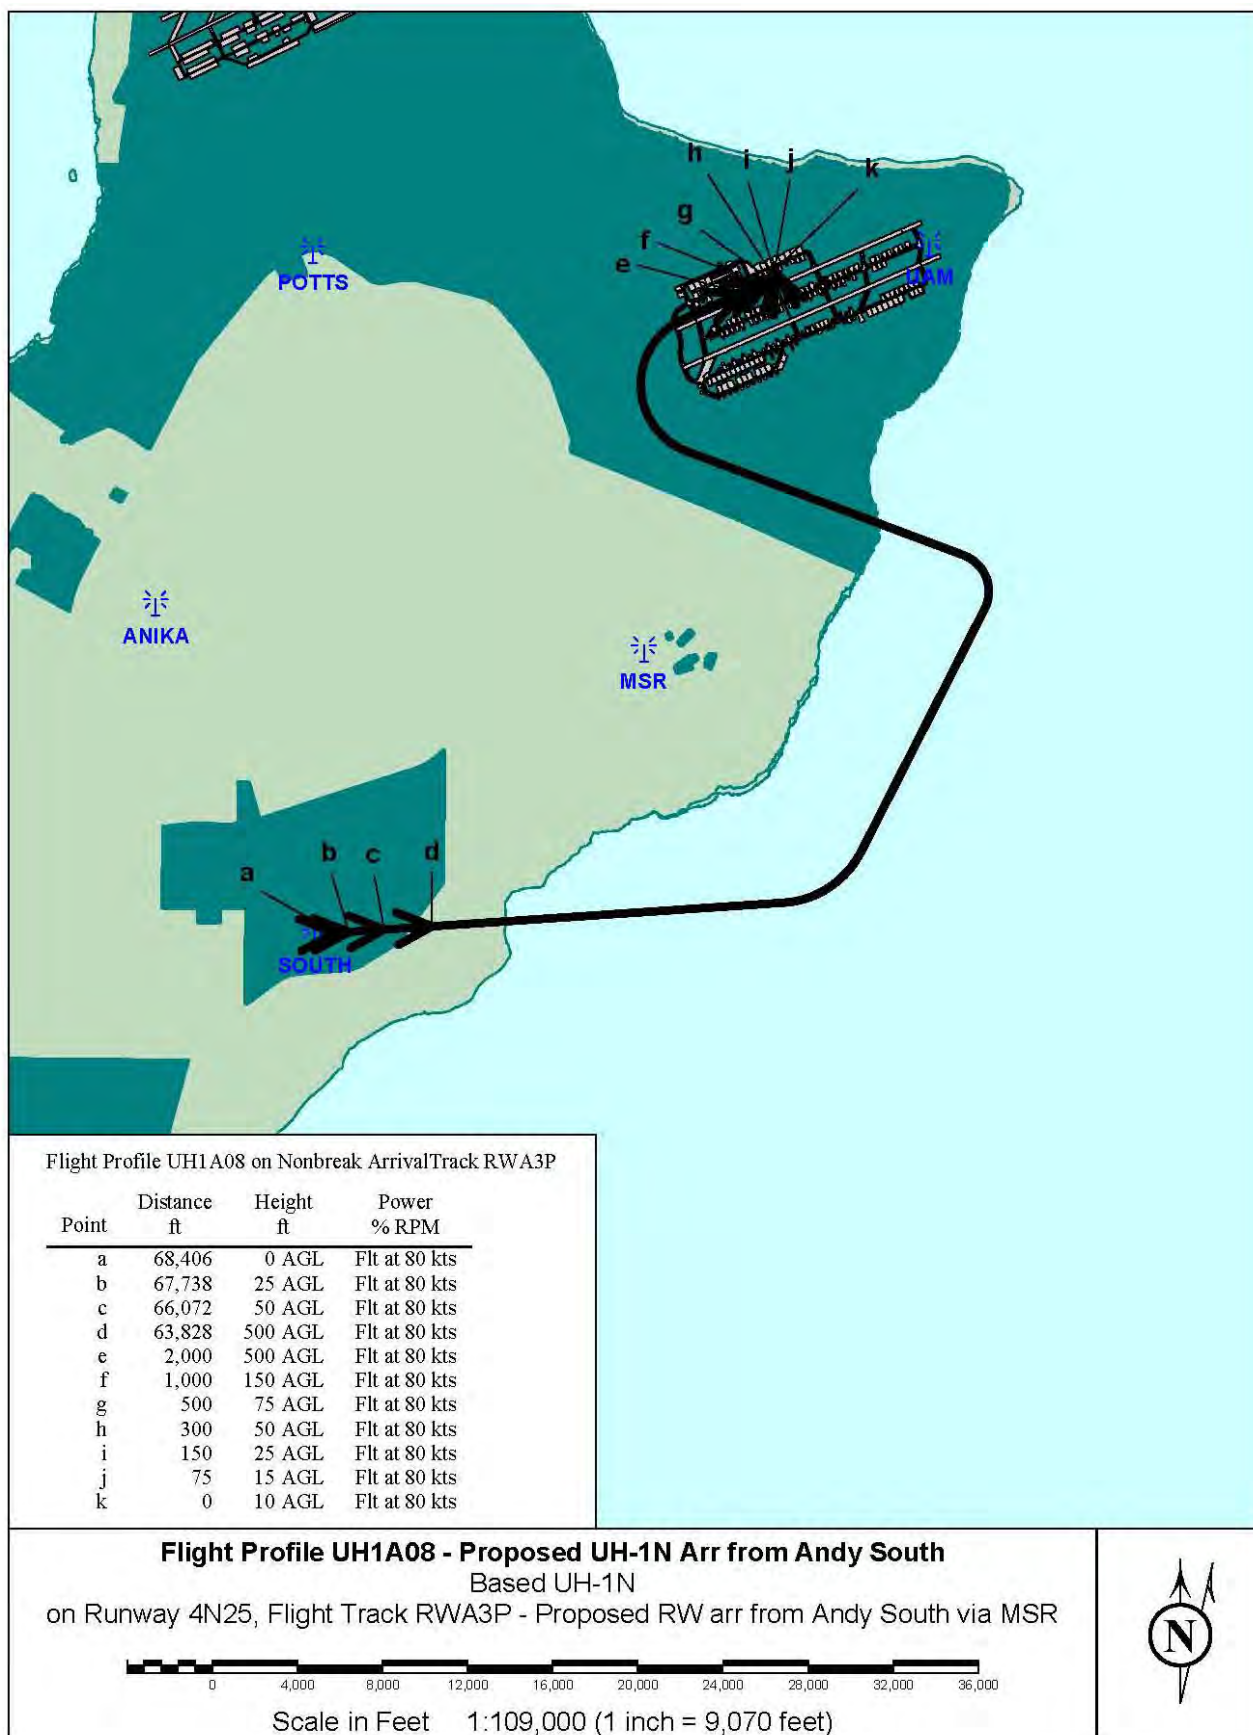 h
i
j
k
g
f
e
POTTS
UAM
ANIKA
MSR
b
c
d
a
SOUTH
Flight Profile UH1A08 on Nonbreak ArrivalTrack RWA3P
Distance Height Power
Point ft ft % RPM
a 68,406 0 AGL Flt at 80 kts
b 67,738 25 AGL Flt at 80 kts
c 66,072 50 AGL Flt at 80 kts
d 63,828 500 AGL Flt at 80 kts
e 2,000 500 AGL Flt at 80 kts
f 1,000 150 AGL Flt at 80 kts
g 500 75 AGL Flt at 80 kts
h 300 50 AGL Flt at 80 kts
i 150 25 AGL Flt at 80 kts
j 75 15 AGL Flt at 80 kts
k 0 10 AGL Flt at 80 kts
Flight Profile UH1A08 - Proposed UH-1N Arr from Andy South
Based UH-1N
on Runway 4N25, Flight Track RWA3P - Proposed RW arr from Andy South via MSR
N
0 4,000 8,000 12,000 16,000 20,000 24,000 28,000 32,000 36,000
Scale in Feet 1:109,000 (1 inch = 9,070 feet)